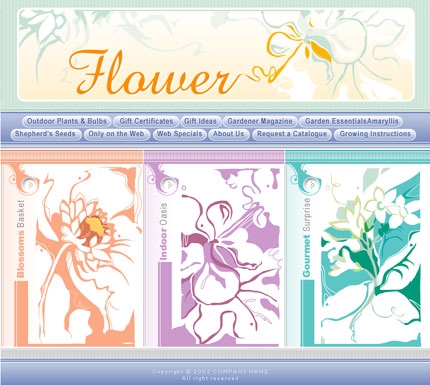 Flower
Outdoor Plants & Bulbs Gift Certificates Gift Ideas Gardener Magazine Garden EssentialsAmaryllis
Shepherd's Seeds Only on the Web Web Specials About Us Request a Catalogue Growing Instructions
Blossoms Basket
Indoor Oasis
Gourmet Surprise
Copyright © 2002 COMPANY NAME
All right reserved